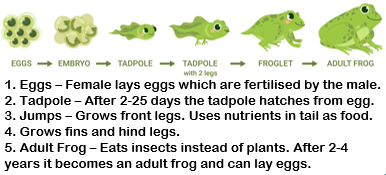 EGGS EMBRYO TADPOLE TADPOLE FROGLET ADULT FROG
with 2 legs
1. Eggs – Female lays eggs which are fertilised by the male.
2. Tadpole – After 2-25 days the tadpole hatches from egg.
3. Jumps – Grows front legs. Uses nutrients in tail as food.
4. Grows fins and hind legs.
5. Adult Frog – Eats insects instead of plants. After 2-4
years it becomes an adult frog and can lay eggs.